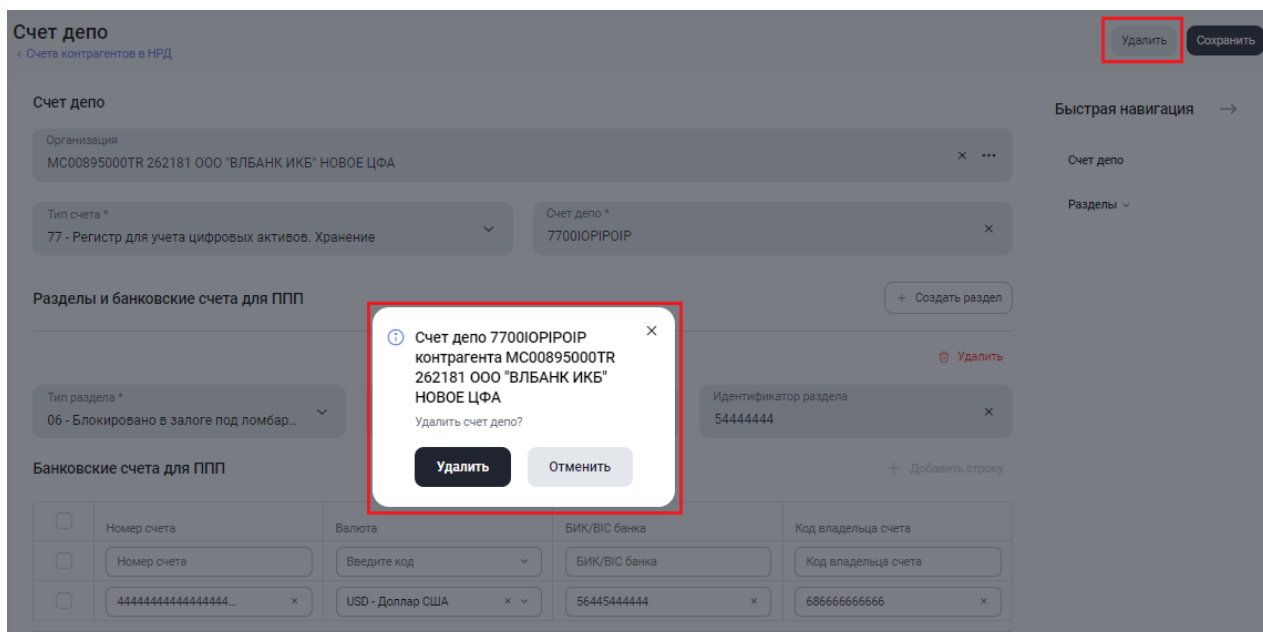 Счет депо
‹ Счета контрагентов в НРД
Удалить
Сохранить
Счет депо
Организация
MC00895000TR 262181 ООО "ВЛБАНК ИКБ" НОВОЕ ЦФА
Тип счета *
77 - Регистр для учета цифровых активов. Хранение
Счет депо *
7700IOPIPOIP
Быстрая навигация
Счет депо
Разделы
Разделы и банковские счета для ППП
+ Создать раздел
Удалить
Счет депо 7700IOPIPOIP
контрагента MC00895000TR
262181 ООО "ВЛБАНК ИКБ"
НОВОЕ ЦФА
Удалить счет депо?
Удалить
Отменить
Тип раздела *
06 - Блокировано в залоге под ломбар...
Идентификатор раздела
54444444
Банковские счета для ППП
+ Добавить строку
Номер счета
Валюта
БИК/BIC банка
Код владельца счета
Номер счета
Введите код
БИК/BIC банка
Код владельца счета
44444444444444444...
USD - Доллар США
56445444444
686666666666